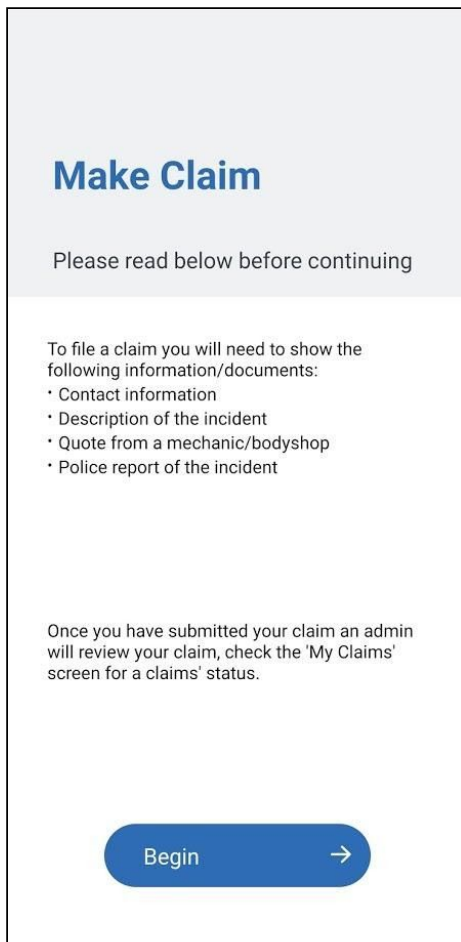 Make Claim
Please read below before continuing
To file a claim you will need to show the
following information/documents:
· Contact information
· Description of the incident
· Quote from a mechanic/bodyshop
· Police report of the incident
Once you have submitted your claim an admin
will review your claim, check the 'My Claims'
screen for a claims' status.
Begin →